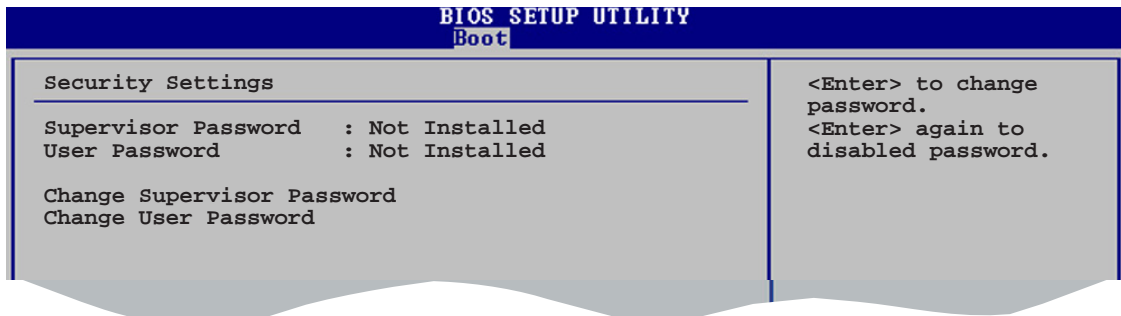 BIOS SETUP UTILITY
Boot
Security Settings
Supervisor Password : Not Installed
User Password : Not Installed
Change Supervisor Password
Change User Password
<Enter> to change
password.
<Enter> again to
disabled password.